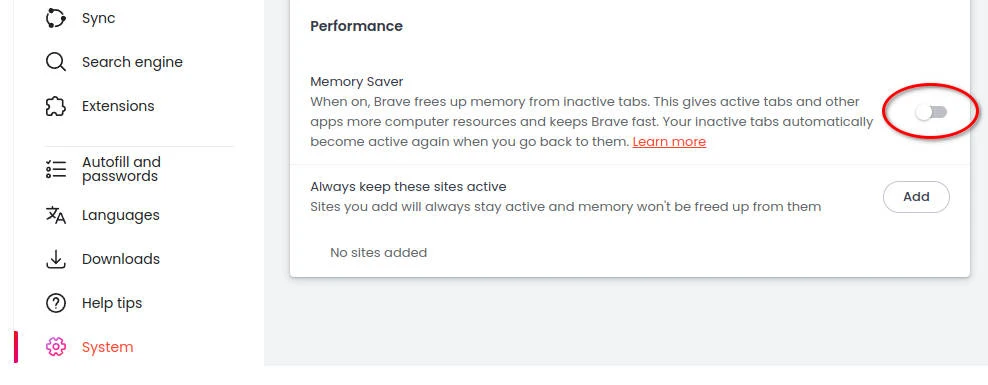 Sync
Search engine
Extensions
Autofill and
passwords
Languages
Downloads
Help tips
System
Performance
Memory Saver
When on, Brave frees up memory from inactive tabs. This gives active tabs and other
apps more computer resources and keeps Brave fast. Your inactive tabs automatically
become active again when you go back to them. Learn more
Always keep these sites active
Sites you add will always stay active and memory won't be freed up from them
Add
No sites added